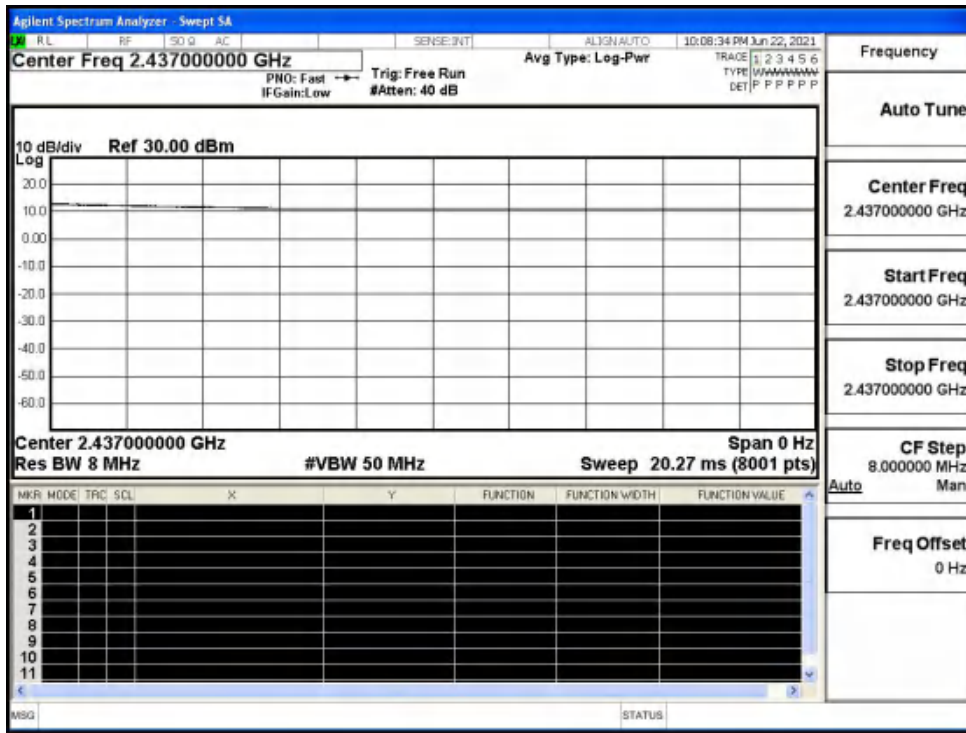 Agilent Spectrum Analyzer - Swept SA
RL RF 50 Ω AC SENSE:INT ALIGNAUTO 10:08:34 PM Jun 22, 2021
Center Freq 2.437000000 GHz
PNO: Fast
IFGain:Low
Trig: Free Run
#Atten: 40 dB
Avg Type: Log-Pwr
TRACE 1 2 3 4 5 6
TYPE
DET P P P P P P
10 dB/div Ref 30.00 dBm
Log
20.0
10.0
0.00
-10.0
-20.0
-30.0
-40.0
-50.0
-60.0
Center 2.437000000 GHz Span 0 Hz
Res BW 8 MHz #VBW 50 MHz Sweep 20.27 ms (8001 pts)
MKR MODE TRC SCL X Y FUNCTION FUNCTION WIDTH FUNCTION VALUE
1
2
3
4
5
6
7
8
9
10
11
MSG STATUS
Frequency
Auto Tune
Center Freq
2.437000000 GHz
Start Freq
2.437000000 GHz
Stop Freq
2.437000000 GHz
CF Step
8.000000 MHz
Auto Man
Freq Offset
0 Hz